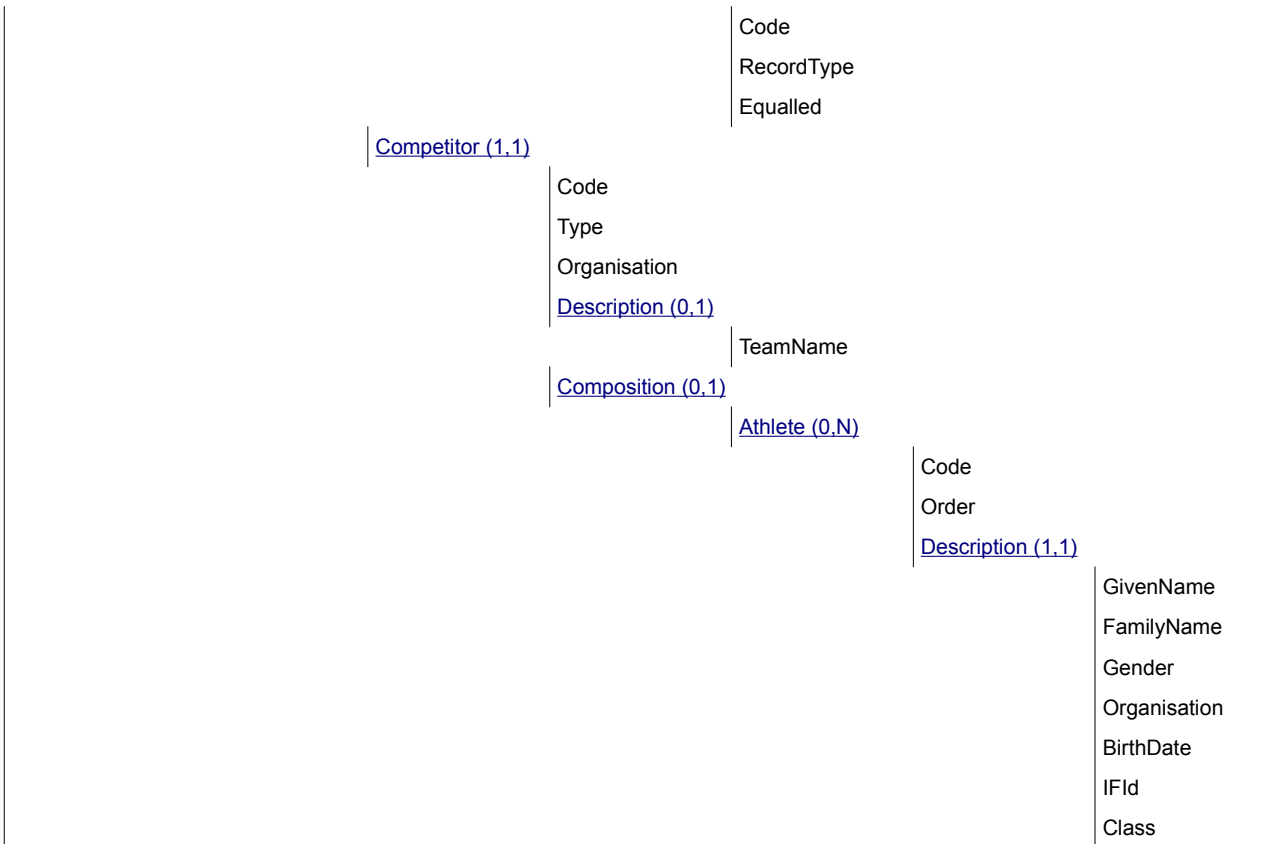 Code
RecordType
Equalled
Competitor (1,1)
Code
Type
Organisation
Description (0,1)
TeamName
Composition (0,1)
Athlete (0,N)
Code
Order
Description (1,1)
GivenName
FamilyName
Gender
Organisation
BirthDate
IFId
Class